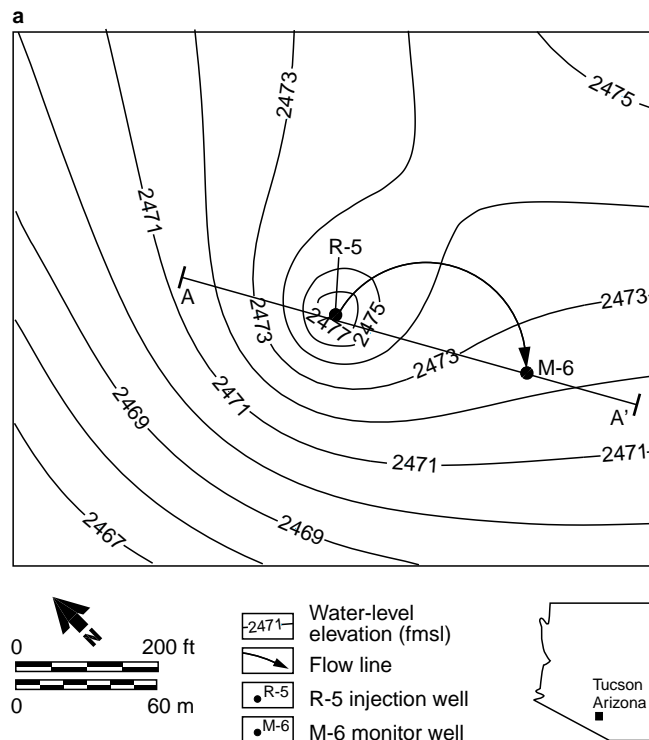 a
2473
2475
2471
R-5
A
2473
2477
2475
2473
2473
M-6
A'
2471
2469
2471
2471
2467
2469
N
0 200 ft
0 60 m
2471
Water-level
elevation (fmsl)
Flow line
R-5
R-5 injection well
M-6
M-6 monitor well
Tucson
Arizona